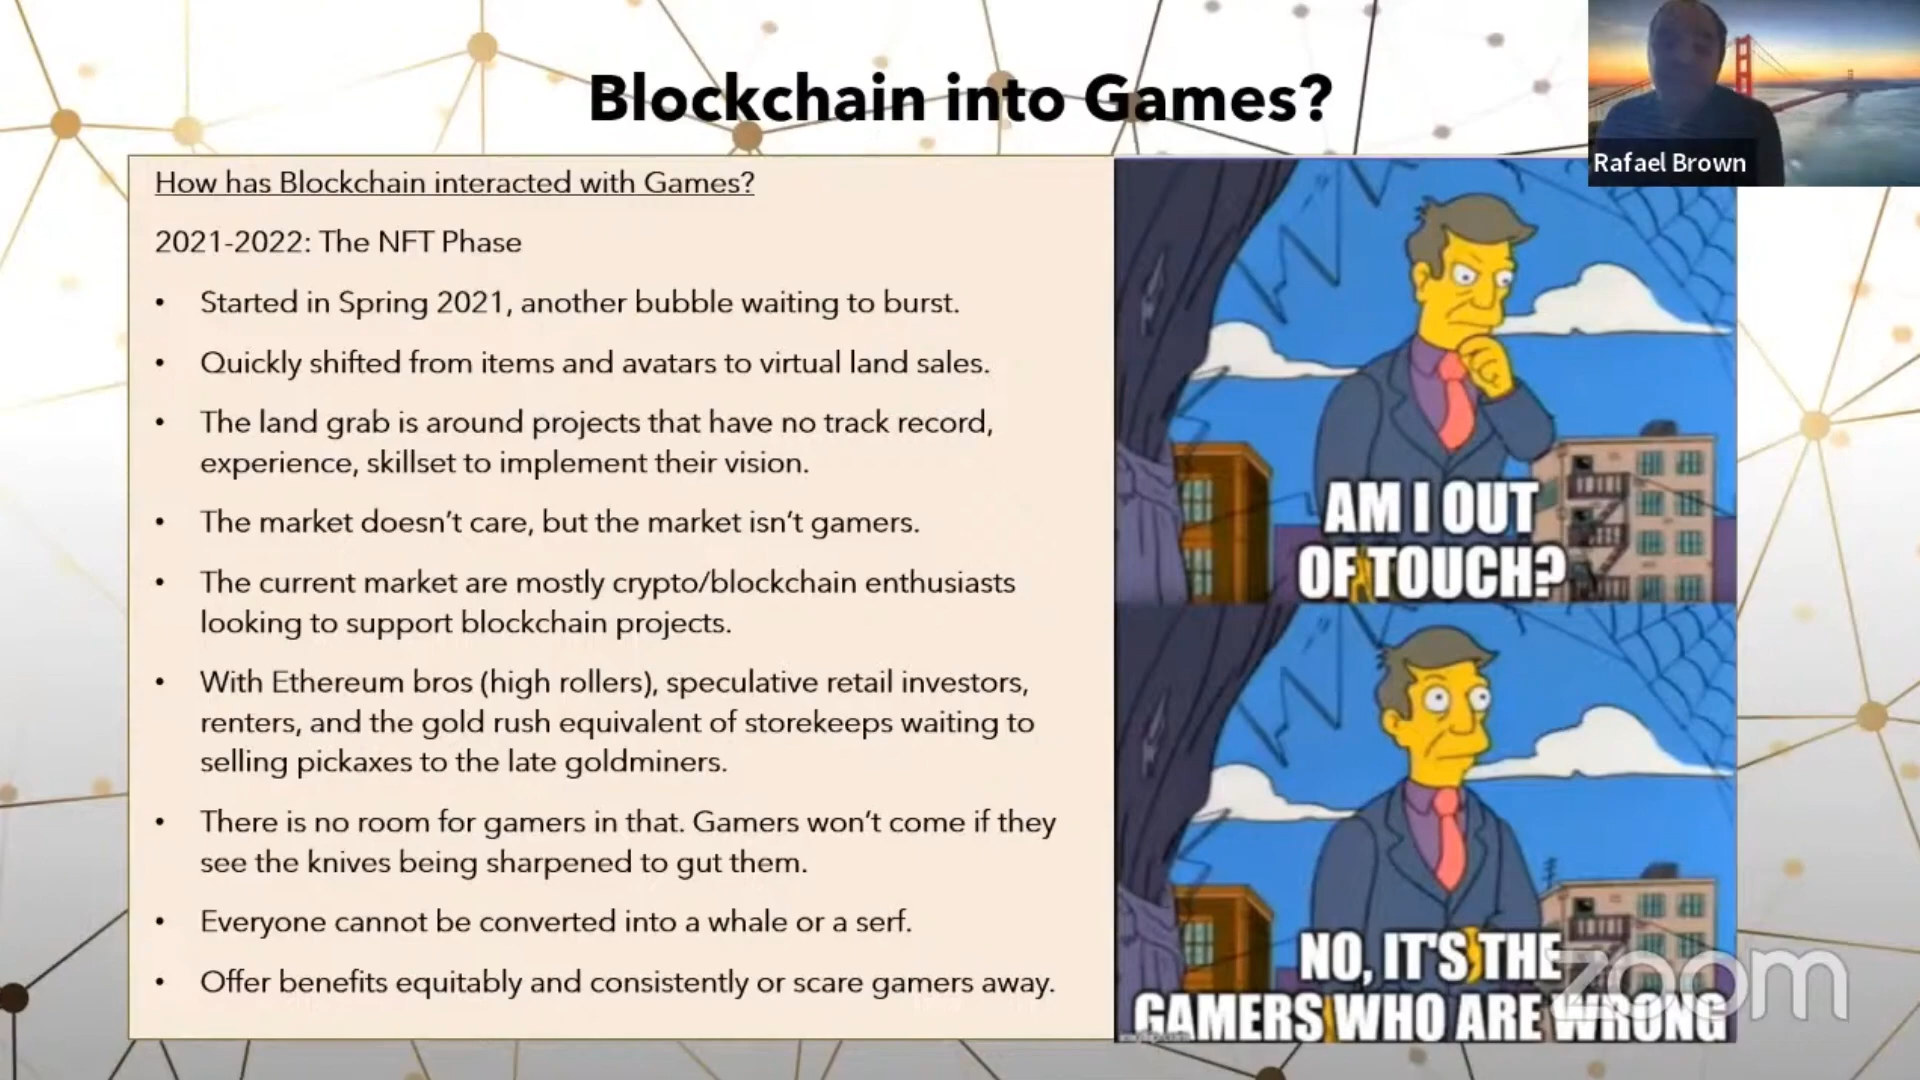 Blockchain into Games?
Rafael Brown
How has Blockchain interacted with Games?
2021-2022: The NFT Phase
• Started in Spring 2021, another bubble waiting to burst.
• Quickly shifted from items and avatars to virtual land sales.
• The land grab is around projects that have no track record,
experience, skillset to implement their vision.
• The market doesn't care, but the market isn't gamers.
• The current market are mostly crypto/blockchain enthusiasts
looking to support blockchain projects.
• With Ethereum bros (high rollers), speculative retail investors,
renters, and the gold rush equivalent of storekeeps waiting to
selling pickaxes to the late goldminers.
• There is no room for gamers in that. Gamers won't come if they
see the knives being sharpened to gut them.
• Everyone cannot be converted into a whale or a serf.
• Offer benefits equitably and consistently or scare gamers away.
AM I OUT
OF TOUCH?
NO, IT'S THE
GAMERS WHO ARE WRONG
zoom